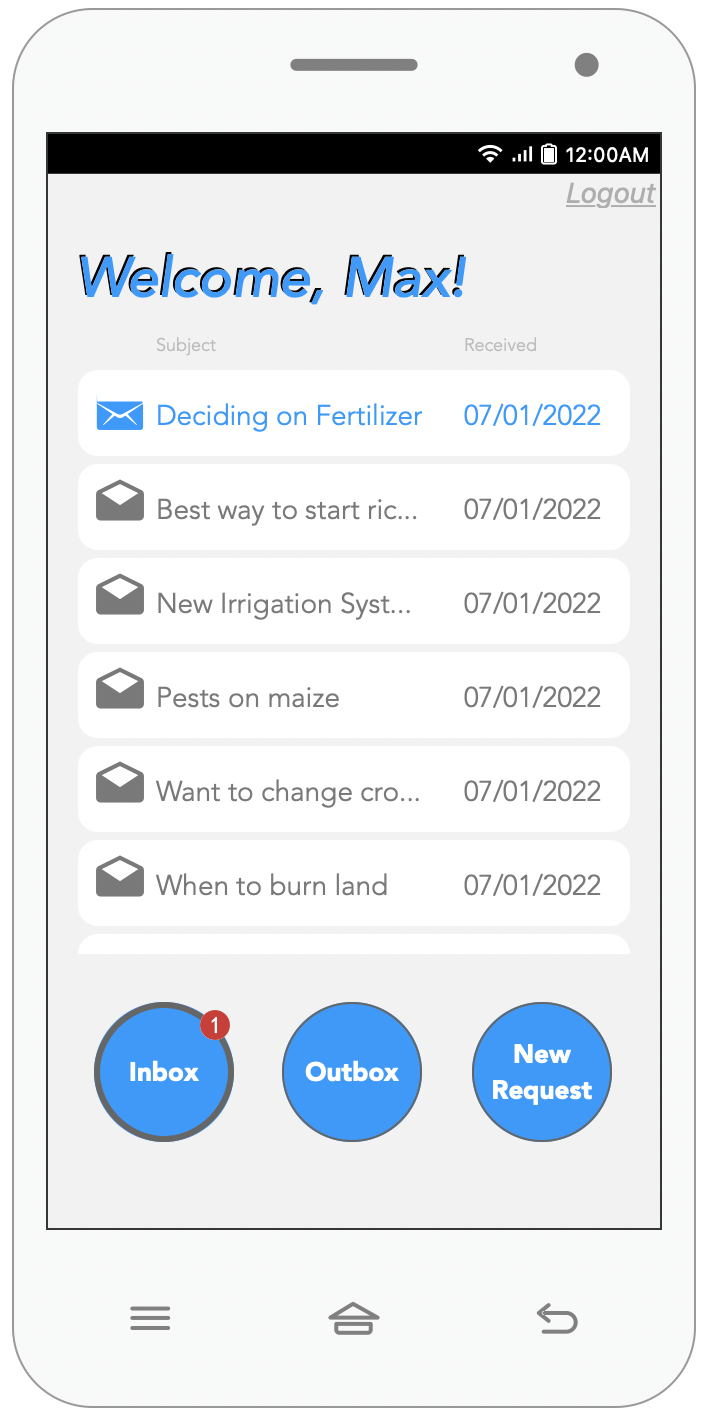 12:00AM
Logout
Welcome, Max!
Subject Received
Deciding on Fertilizer 07/01/2022
Best way to start ric... 07/01/2022
New Irrigation Syst... 07/01/2022
Pests on maize 07/01/2022
Want to change cro... 07/01/2022
When to burn land 07/01/2022
1
Inbox
Outbox
New
Request